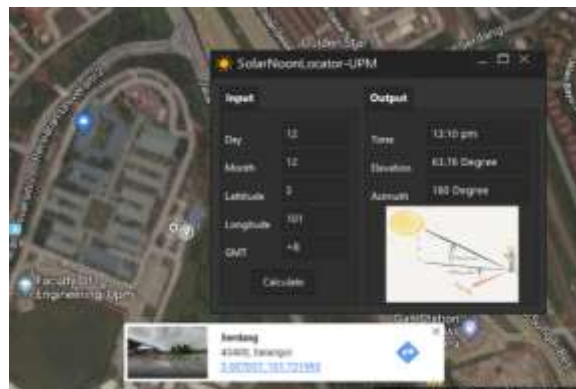 SolarNoonLocator-UPM
Input
Output
Day
12
Time
13:10 pm
Month
12
Elevation
63.76 Degree
Latitude
3
Azimuth
180 Degree
Longitude
101
GMT
+8
Calculate
Faculty Of
Engineering Upm
Serdang
43400, Selangor